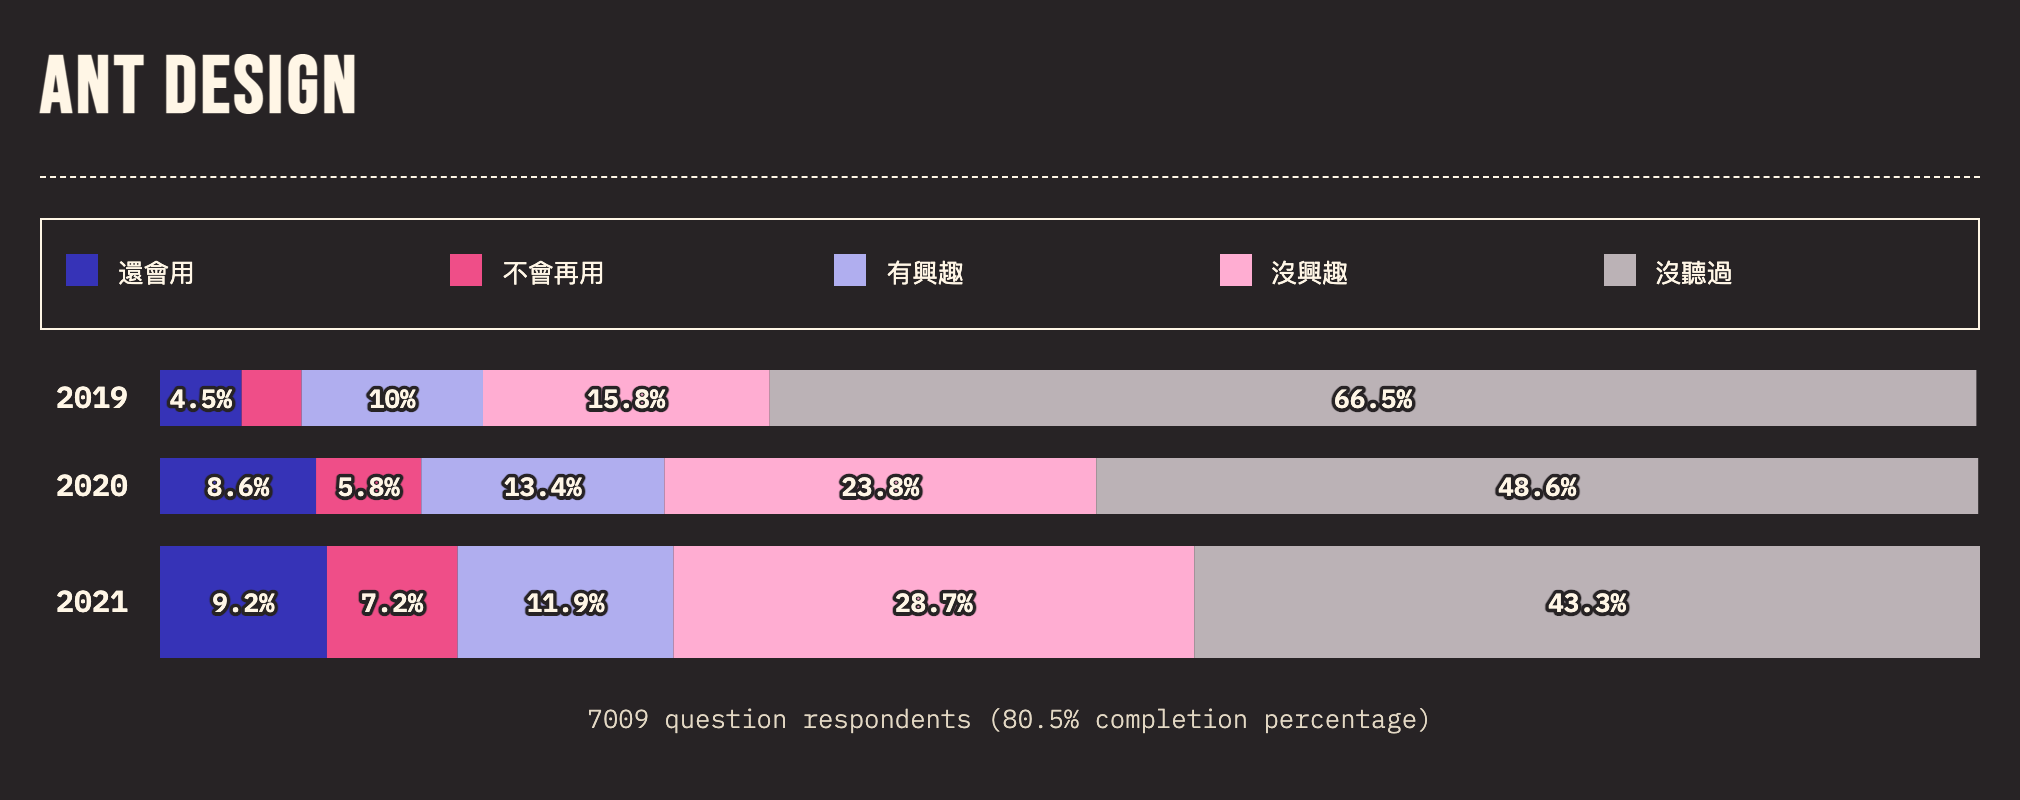 ANT DESIGN
還會用 不會再用 有興趣 沒興趣 沒聽過
2019 4.5% 10% 15.8% 66.5%
2020 8.6% 5.8% 13.4% 23.8% 48.6%
2021 9.2% 7.2% 11.9% 28.7% 43.3%
7009 question respondents (80.5% completion percentage)